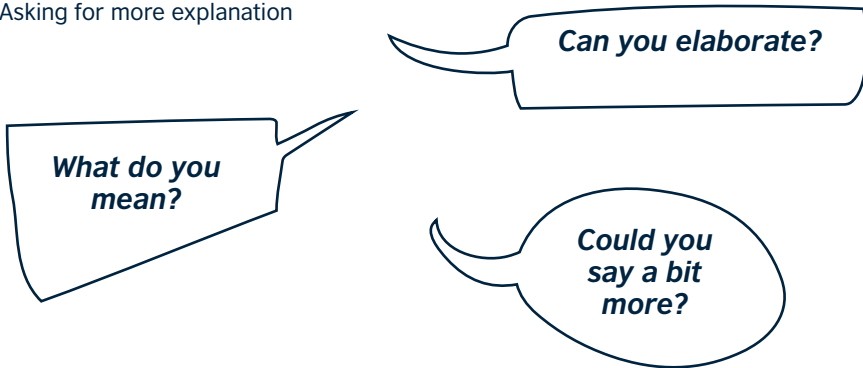 Asking for more explanation
Can you elaborate?
What do you
mean?
Could you
say a bit
more?